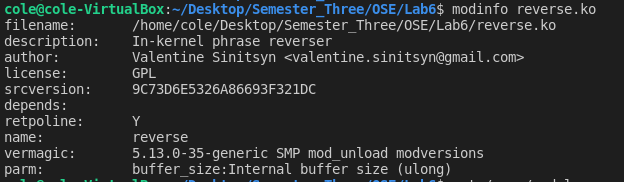 cole@cole-VirtualBox:~/Desktop/Semester_Three/OSE/Lab6$ modinfo reverse.ko
filename:       /home/cole/Desktop/Semester_Three/OSE/Lab6/reverse.ko
description:    In-kernel phrase reverser
author:         Valentine Sinitsyn <valentine.sinitsyn@gmail.com>
license:        GPL
srcversion:     9C73D6E5326A86693F321DC
depends:
retpoline:      Y
name:           reverse
vermagic:       5.13.0-35-generic SMP mod_unload modversions
parm:           buffer_size:Internal buffer size (ulong)